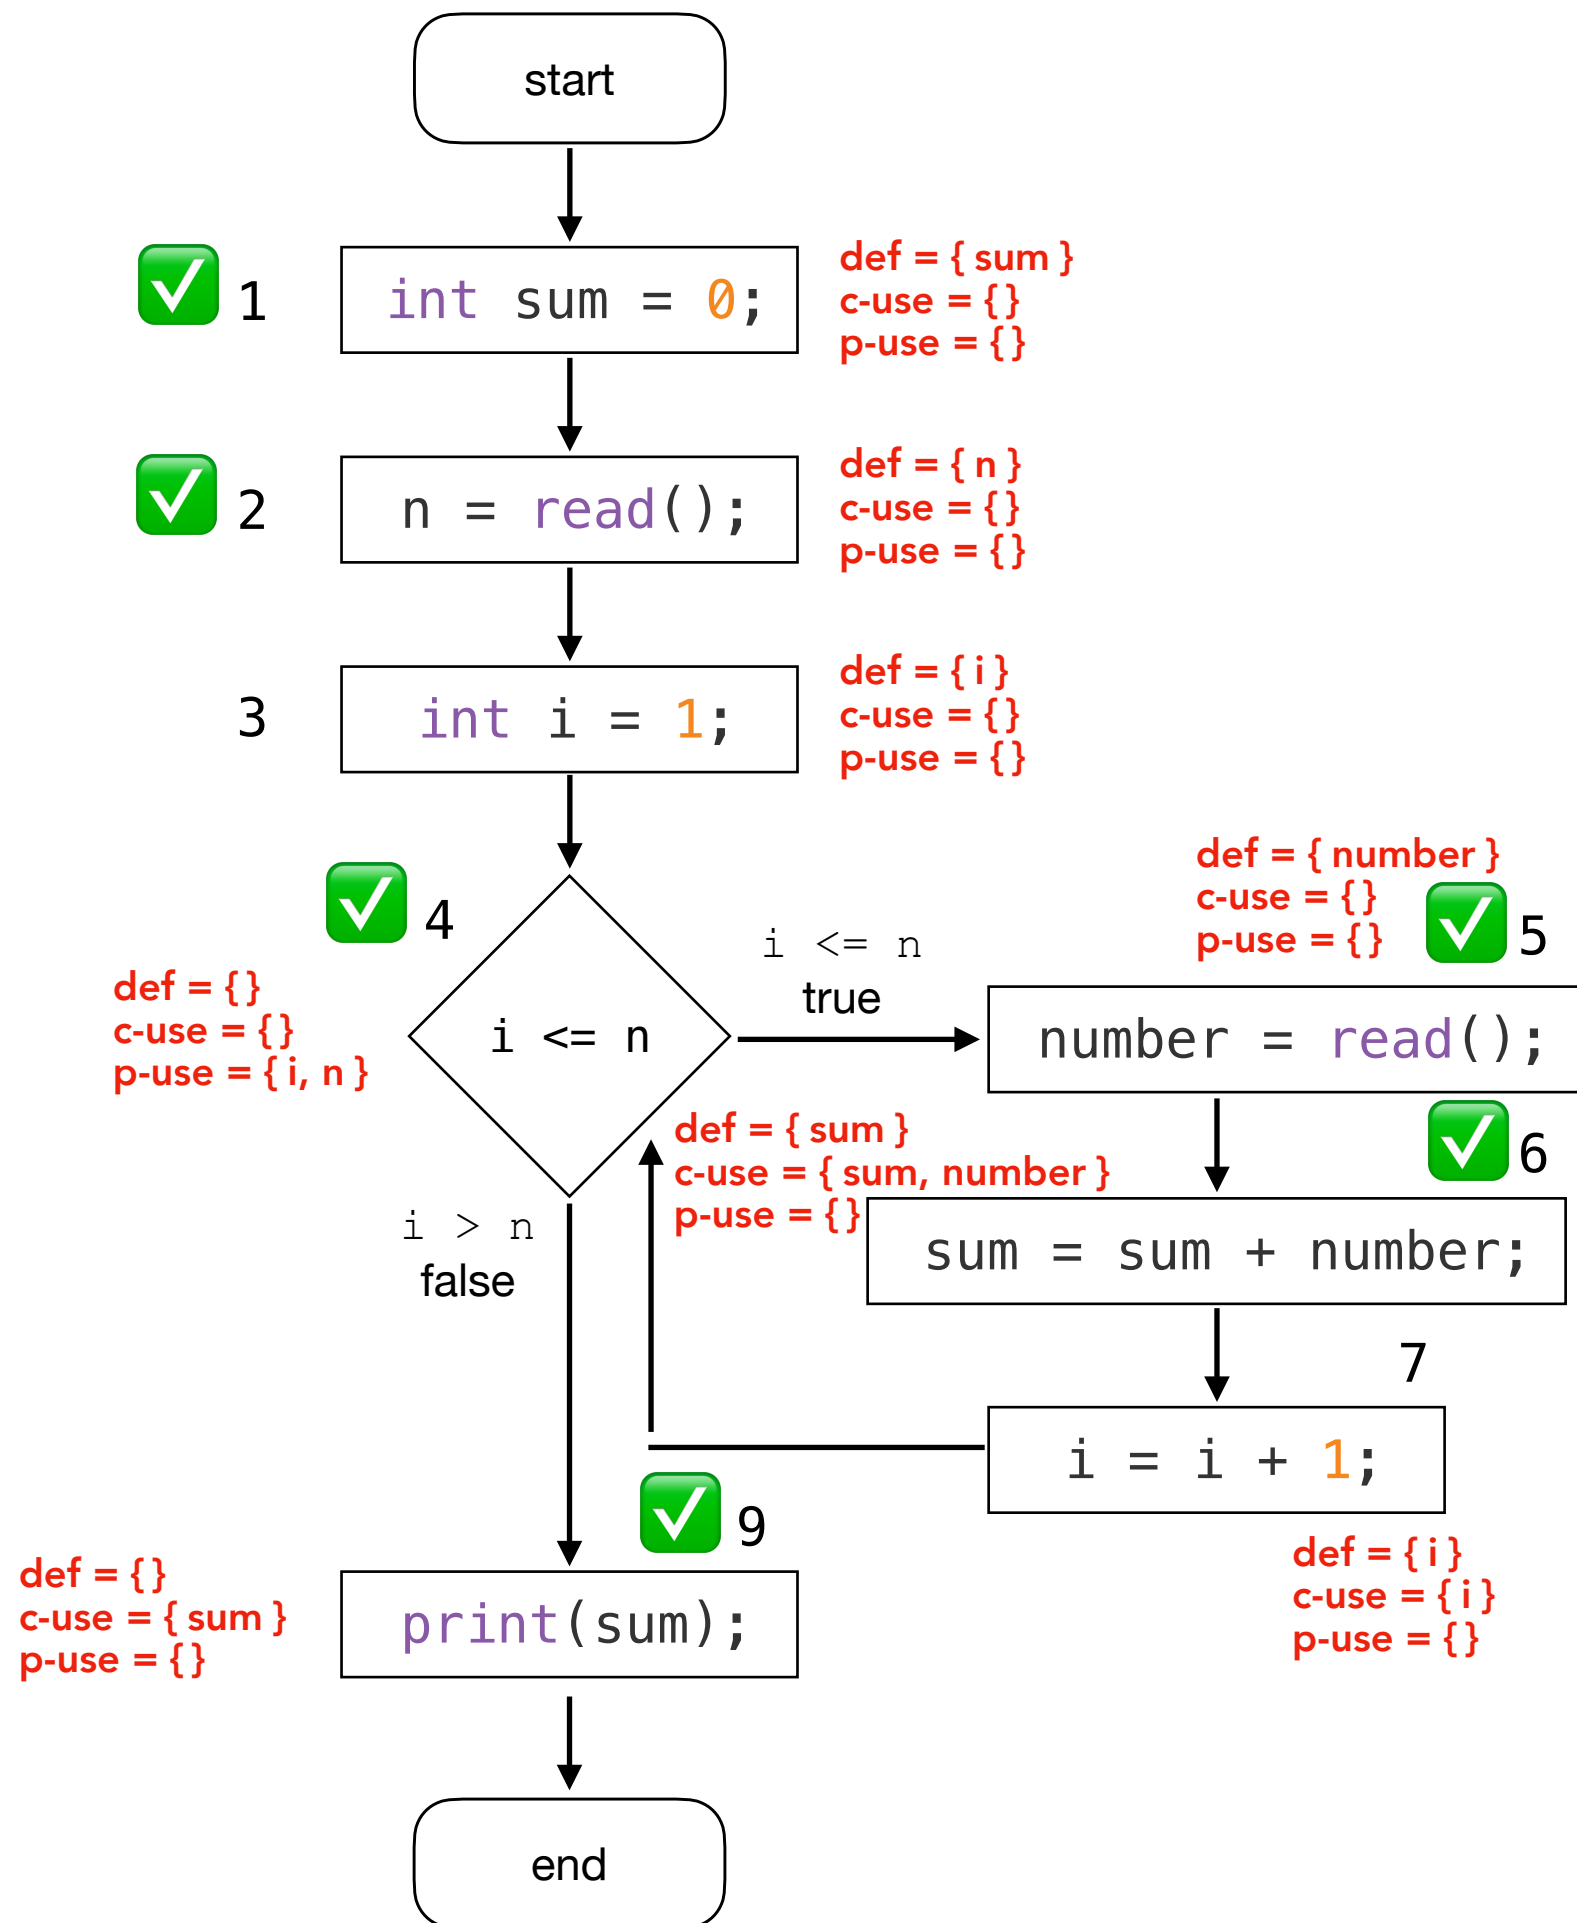 start
1
int sum = 0;
def = { sum }
c-use = { }
p-use = { }
2
n = read();
def = { n }
c-use = { }
p-use = { }
3
int i = 1;
def = { i }
c-use = { }
p-use = { }
4
def = { }
c-use = { }
p-use = { i, n }
i <= n
i <= n
true
def = { number }
c-use = { }
p-use = { }
5
number = read();
6
def = { sum }
c-use = { sum, number }
p-use = { }
sum = sum + number;
i > n
false
7
i = i + 1;
def = { i }
c-use = { i }
p-use = { }
9
def = { }
c-use = { sum }
p-use = { }
print(sum);
end